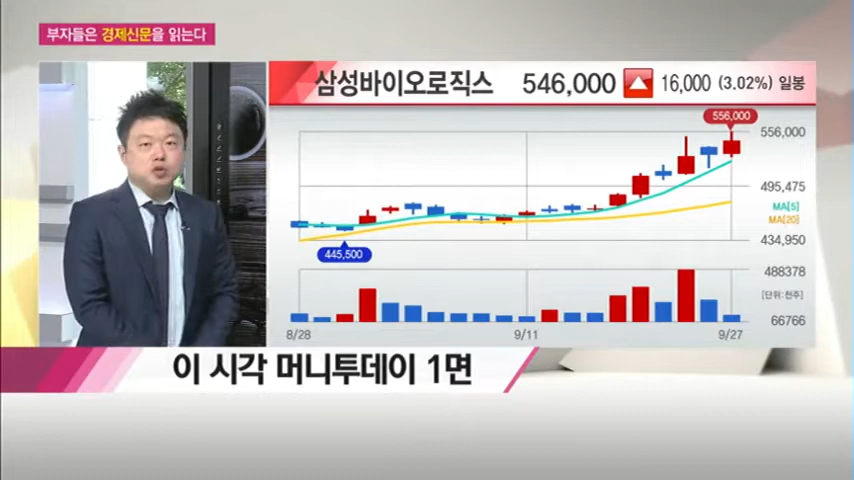 부자들은 경제신문을 읽는다
삼성바이오로직스 546,000 16,000 (3.02%) 일봉
556,000
556,000
495,475
MA[5]
MA[20]
434,950
445,500
488378
[단위:천주]
66766
8/28 9/11 9/27
이 시각 머니투데이 1면